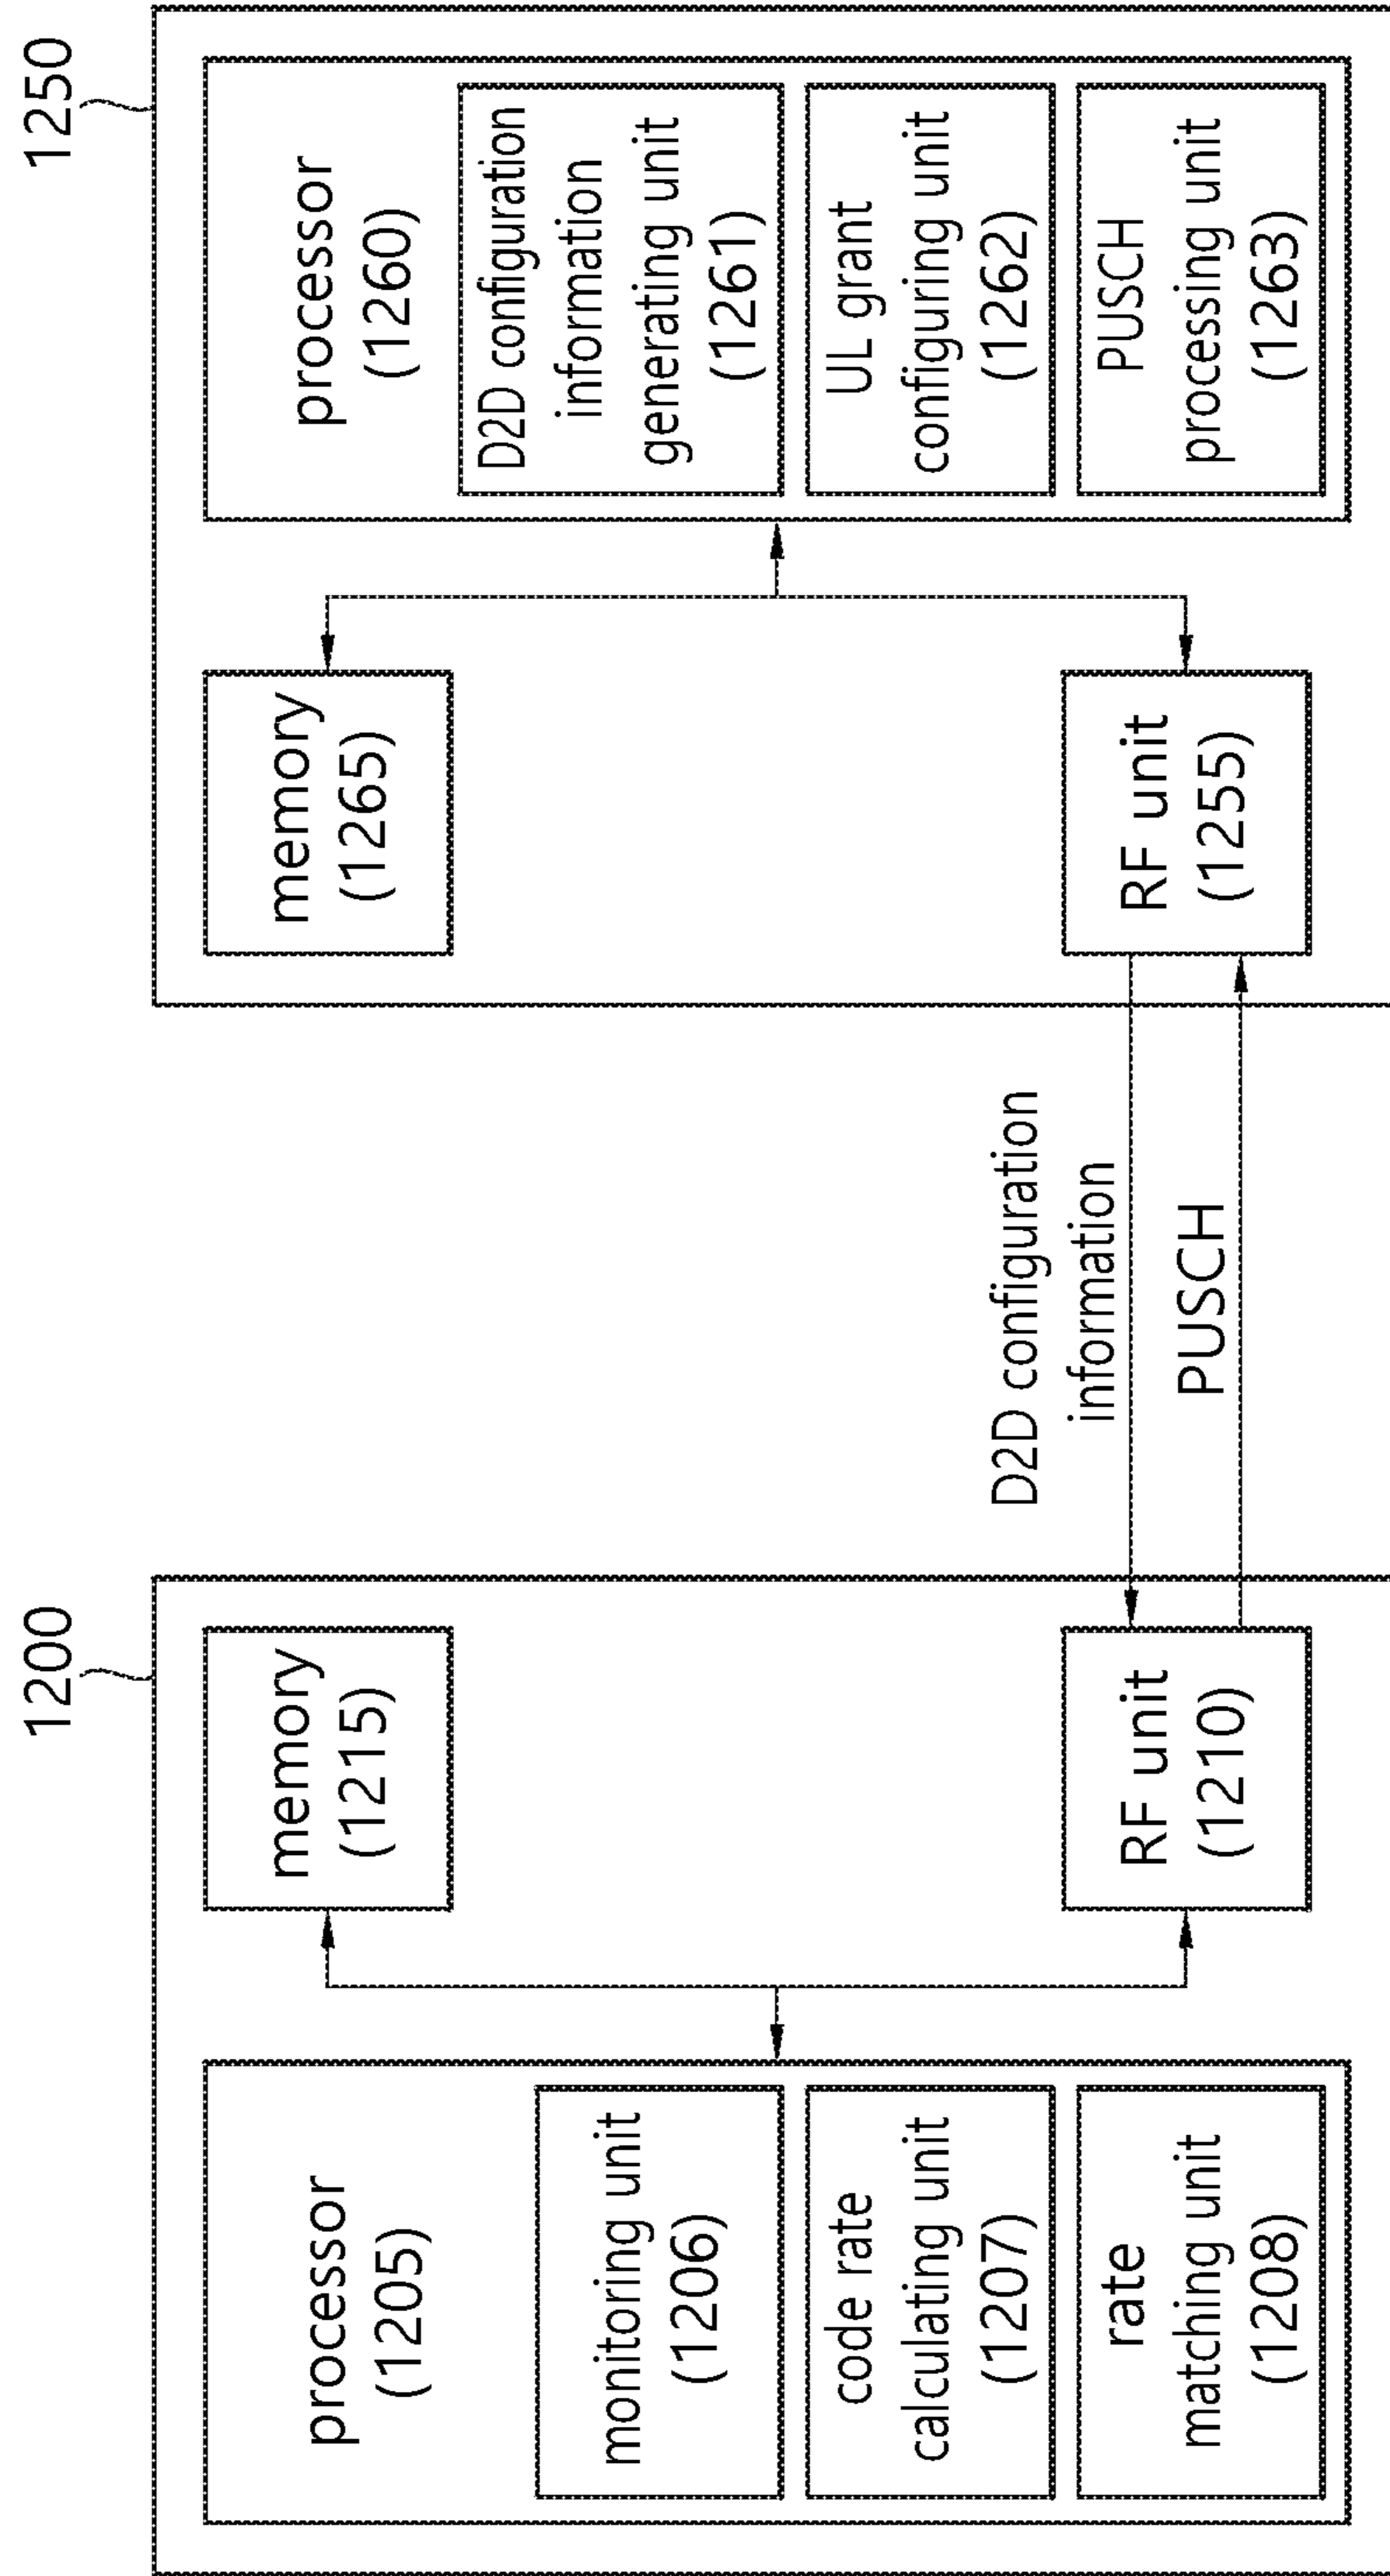 1200
processor
(1205)
monitoring unit
(1206)
code rate
calculating unit
(1207)
rate
matching unit
(1208)
memory
(1215)
RF unit
(1210)
D2D configuration
information
PUSCH
1250
memory
(1265)
RF unit
(1255)
processor
(1260)
D2D configuration
information
generating unit
(1261)
UL grant
configuring unit
(1262)
PUSCH
processing unit
(1263)